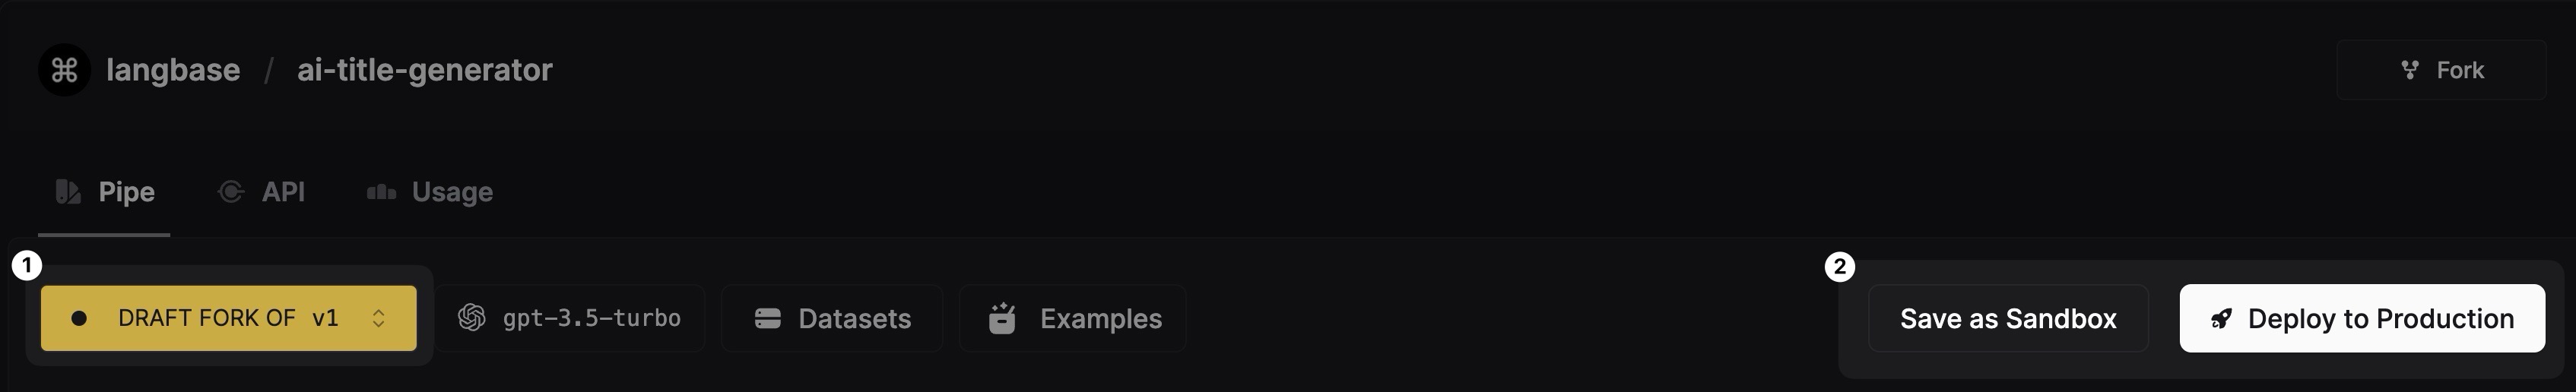 langbase / ai-title-generator
Fork
Pipe API Usage
1
2
DRAFT FORK OF v1
gpt-3.5-turbo
Datasets
Examples
Save as Sandbox
Deploy to Production